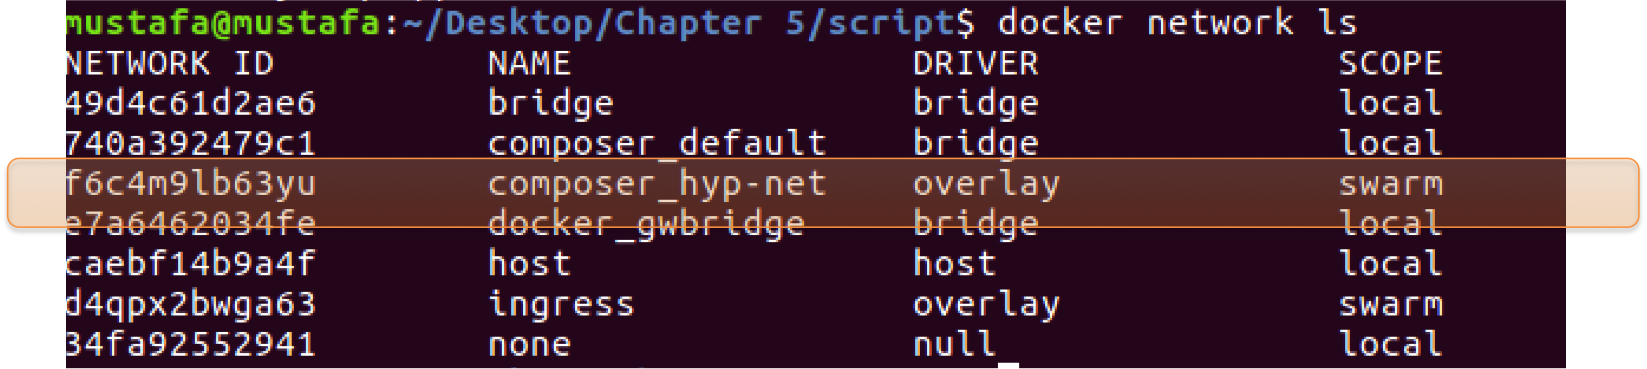 mustafa@mustafa:~/Desktop/Chapter 5/script$ docker network ls
NETWORK ID NAME DRIVER SCOPE
49d4c61d2ae6 bridge bridge local
740a392479c1 composer_default bridge local
f6c4m9lb63yu composer_hyp-net overlay swarm
e7a6462034fe docker_gwbridge bridge local
caebf14b9a4f host host local
d4qpx2bwga63 ingress overlay swarm
34fa92552941 none null local